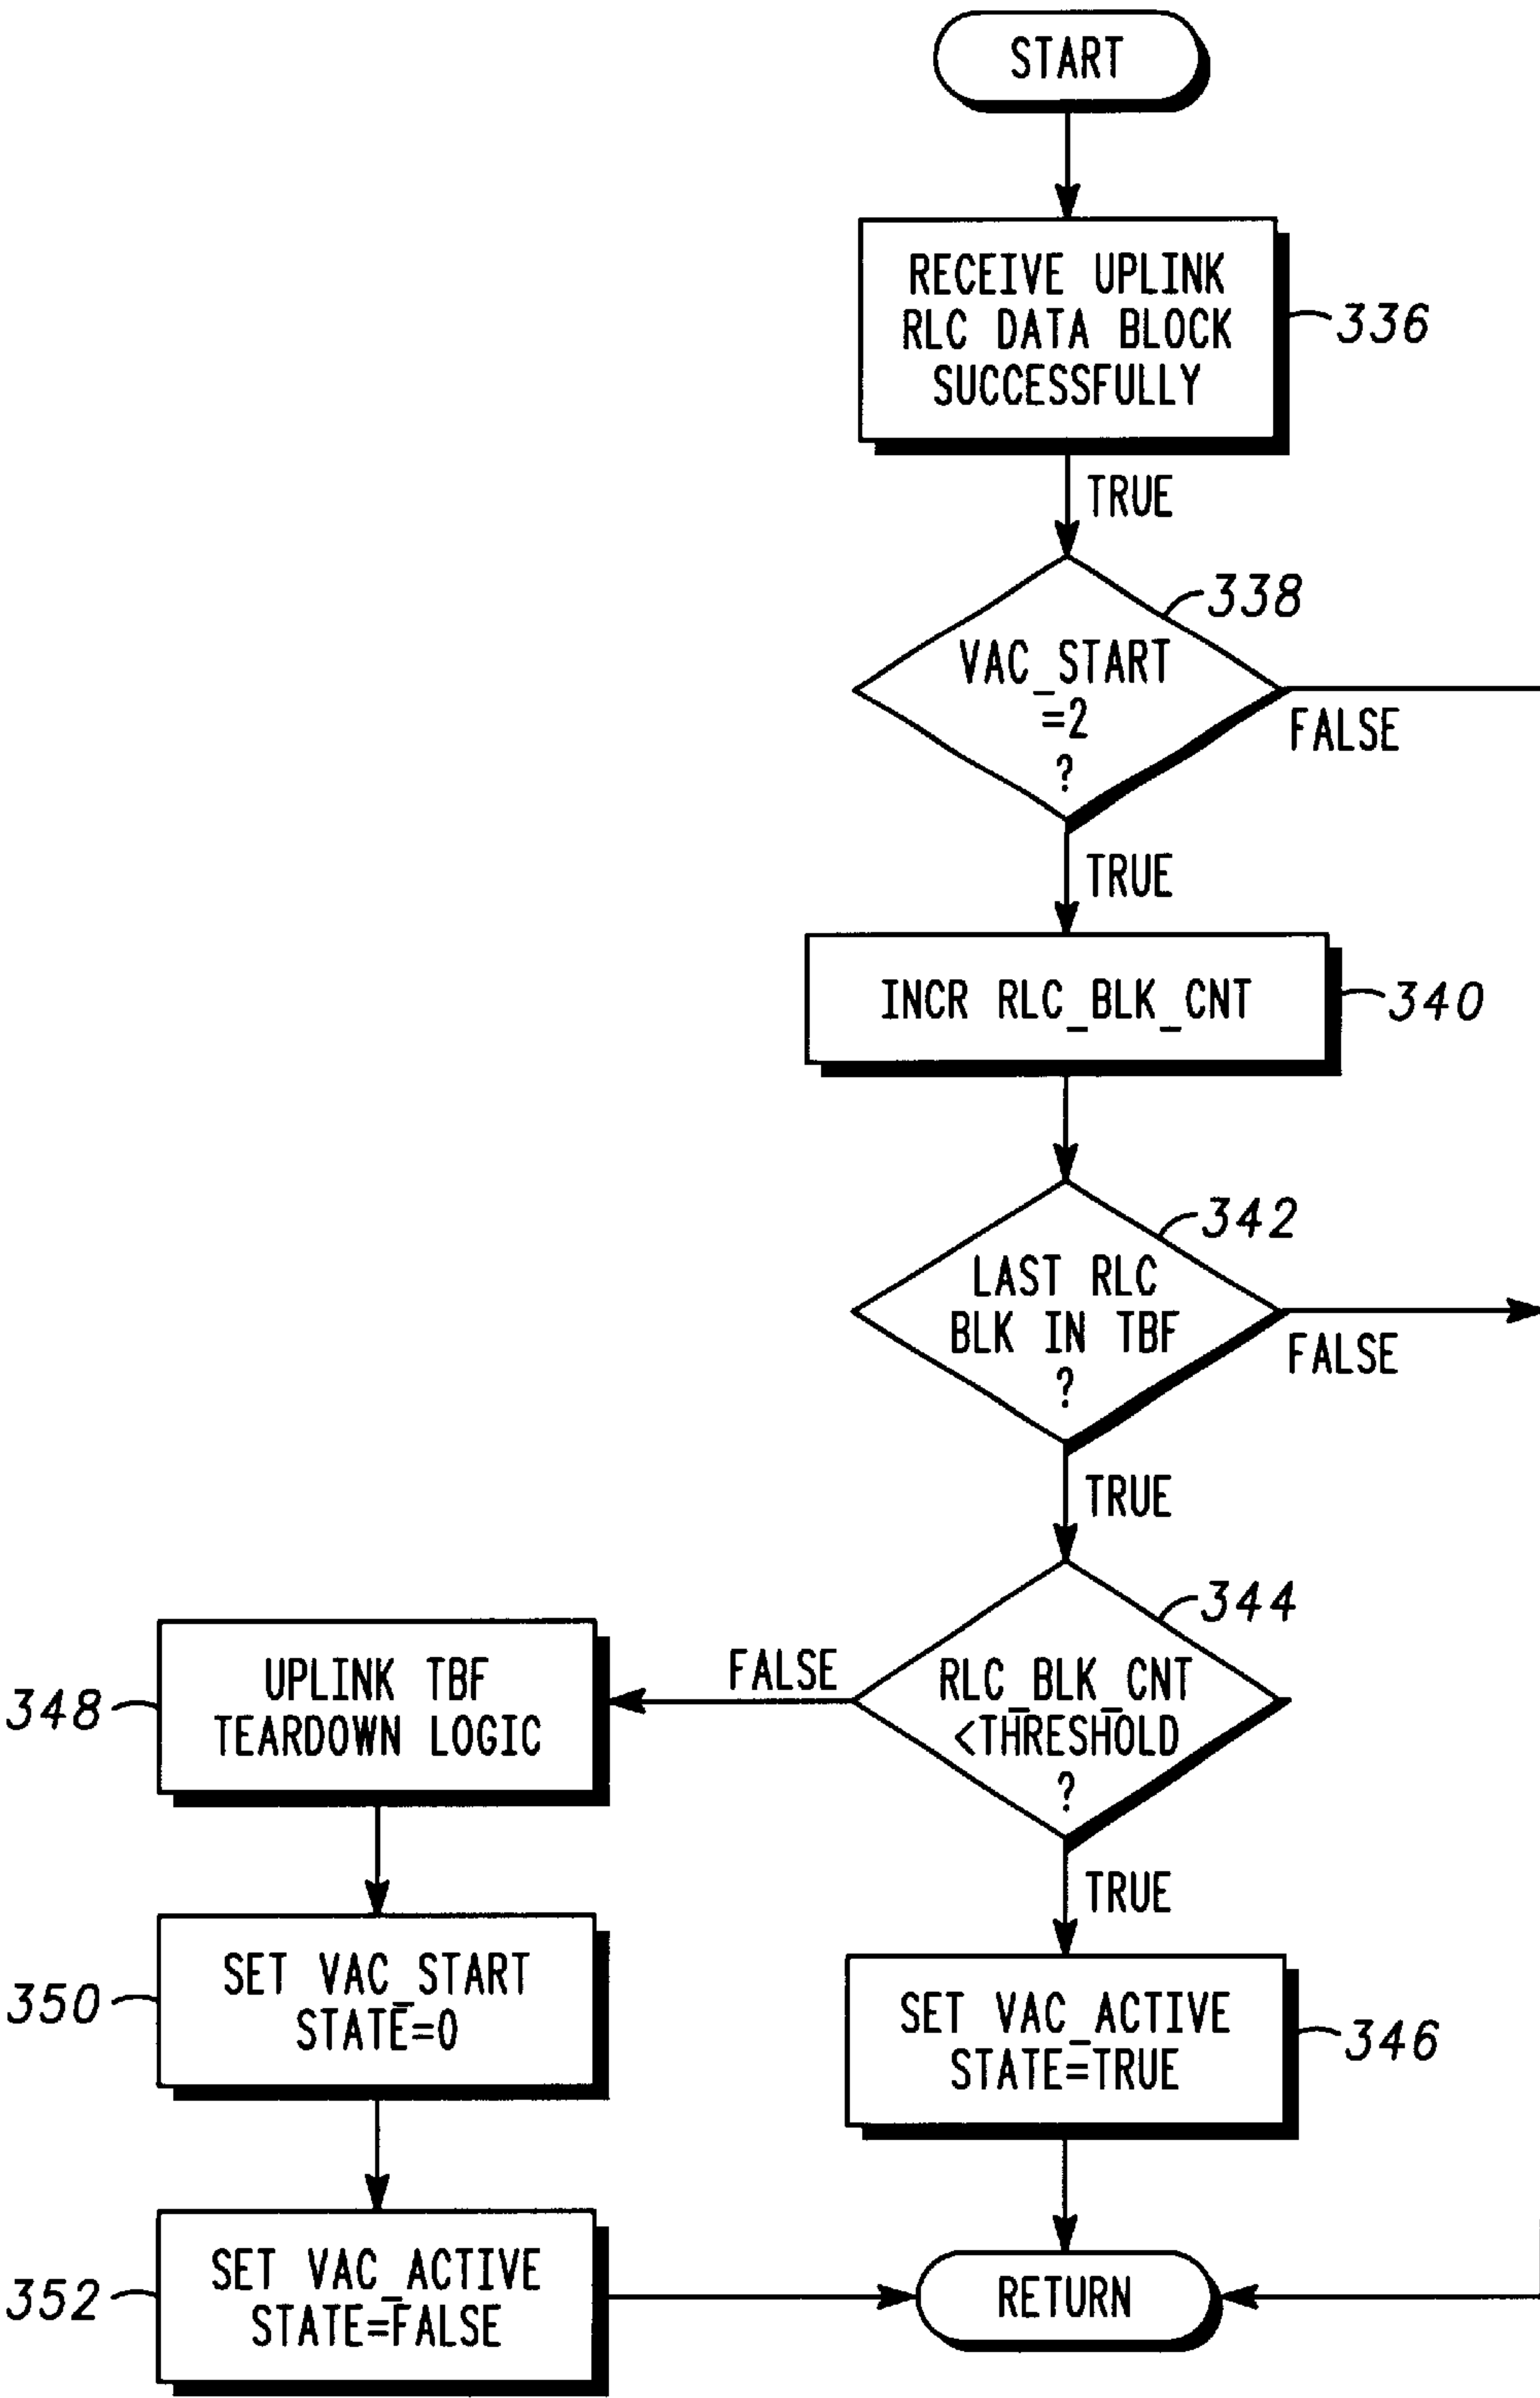 START
RECEIVE UPLINK
RLC DATA BLOCK
SUCCESSFULLY
336
TRUE
338
VAC_START
=2
?
FALSE
TRUE
INCR RLC_BLK_CNT
340
342
LAST RLC
BLK IN TBF
?
FALSE
TRUE
344
RLC_BLK_CNT
<THRESHOLD
?
FALSE
348
UPLINK TBF
TEARDOWN LOGIC
TRUE
350
SET VAC_START
STATE=0
SET VAC_ACTIVE
STATE=TRUE
346
352
SET VAC_ACTIVE
STATE=FALSE
RETURN